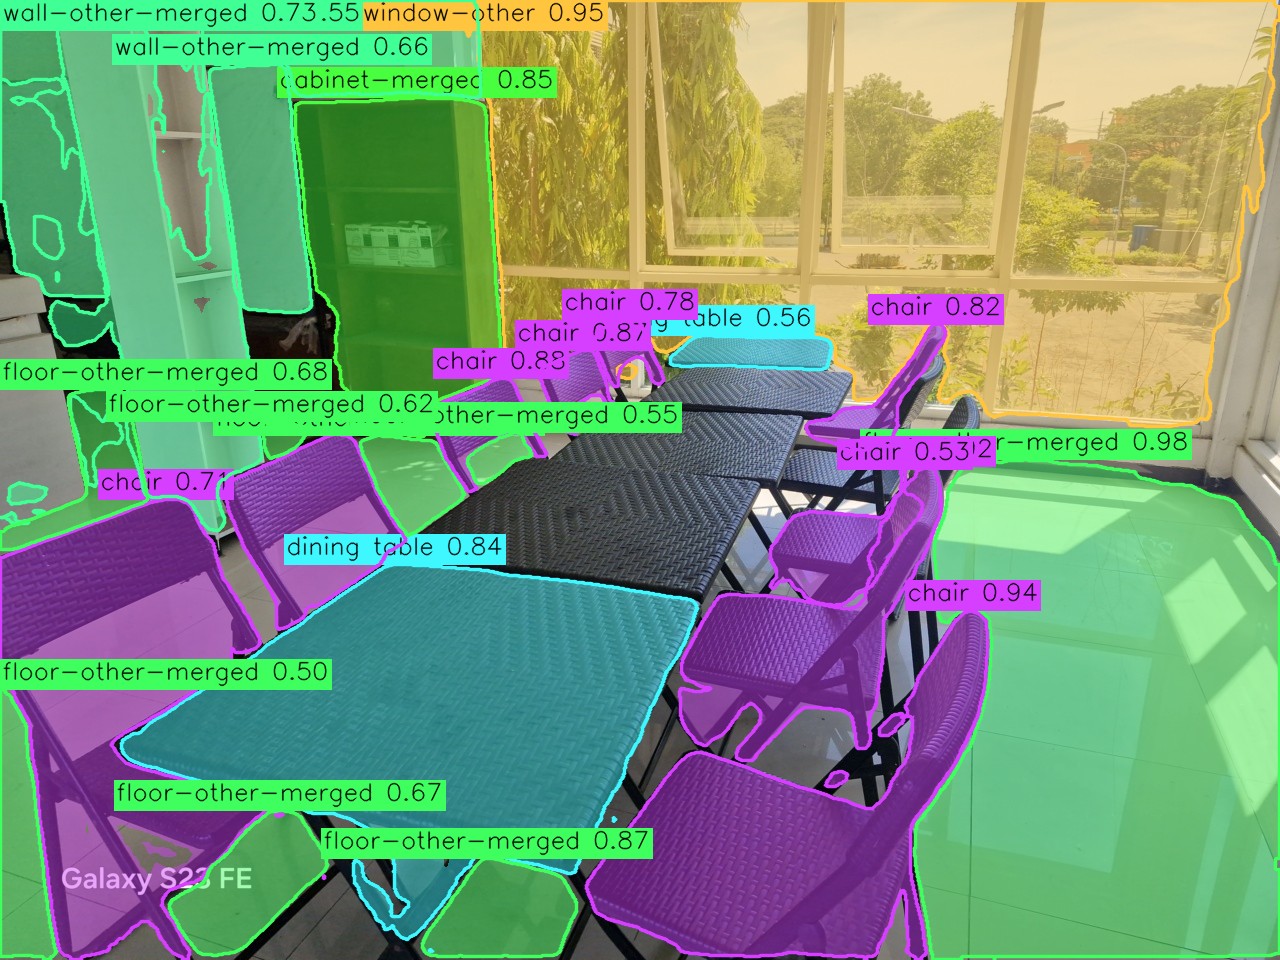 wall-other-merged 0.73.55
window-other 0.95
wall-other-merged 0.66
cabinet-merged 0.85
chair 0.78
table 0.56
chair 0.82
chair 0.87
chair 0.88
floor-other-merged 0.68
floor-other-merged 0.62
other-merged 0.55
r-merged 0.98
chair 0.53
chair 0.71
dining table 0.84
chair 0.94
floor-other-merged 0.50
floor-other-merged 0.67
floor-other-merged 0.87
Galaxy S23 FE